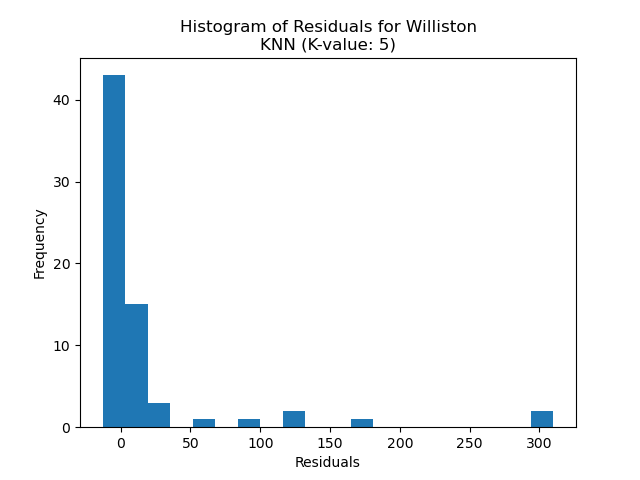 Histogram of Residuals for Williston
KNN (K-value: 5)
40
30
20
10
0
Frequency
0 50 100 150 200 250 300
Residuals